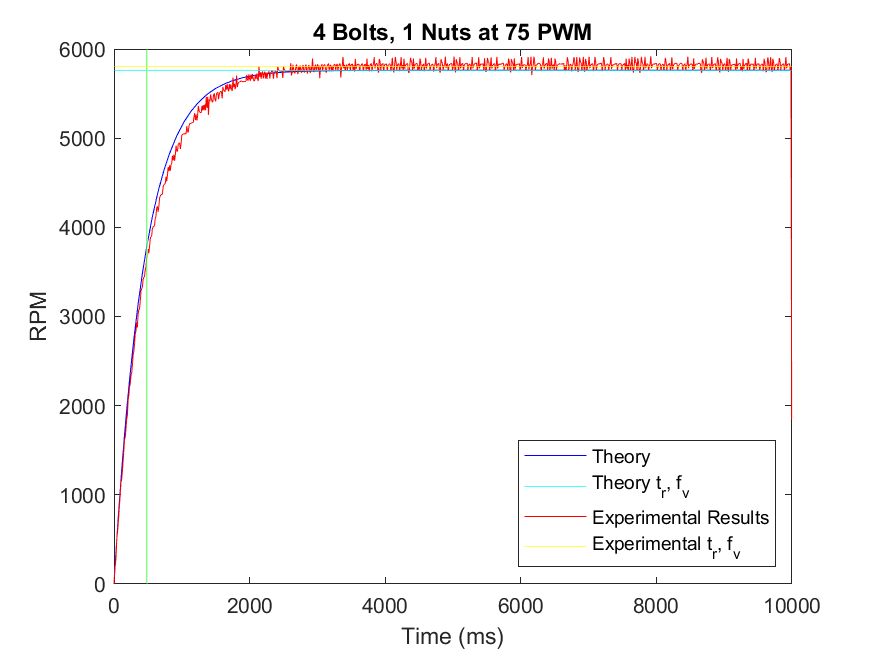 4 Bolts, 1 Nuts at 75 PWM
6000
5000
4000
3000
2000
1000
0
RPM
0 2000 4000 6000 8000 10000
Time (ms)
Theory
Theory t_r, f_v
Experimental Results
Experimental t_r, f_v